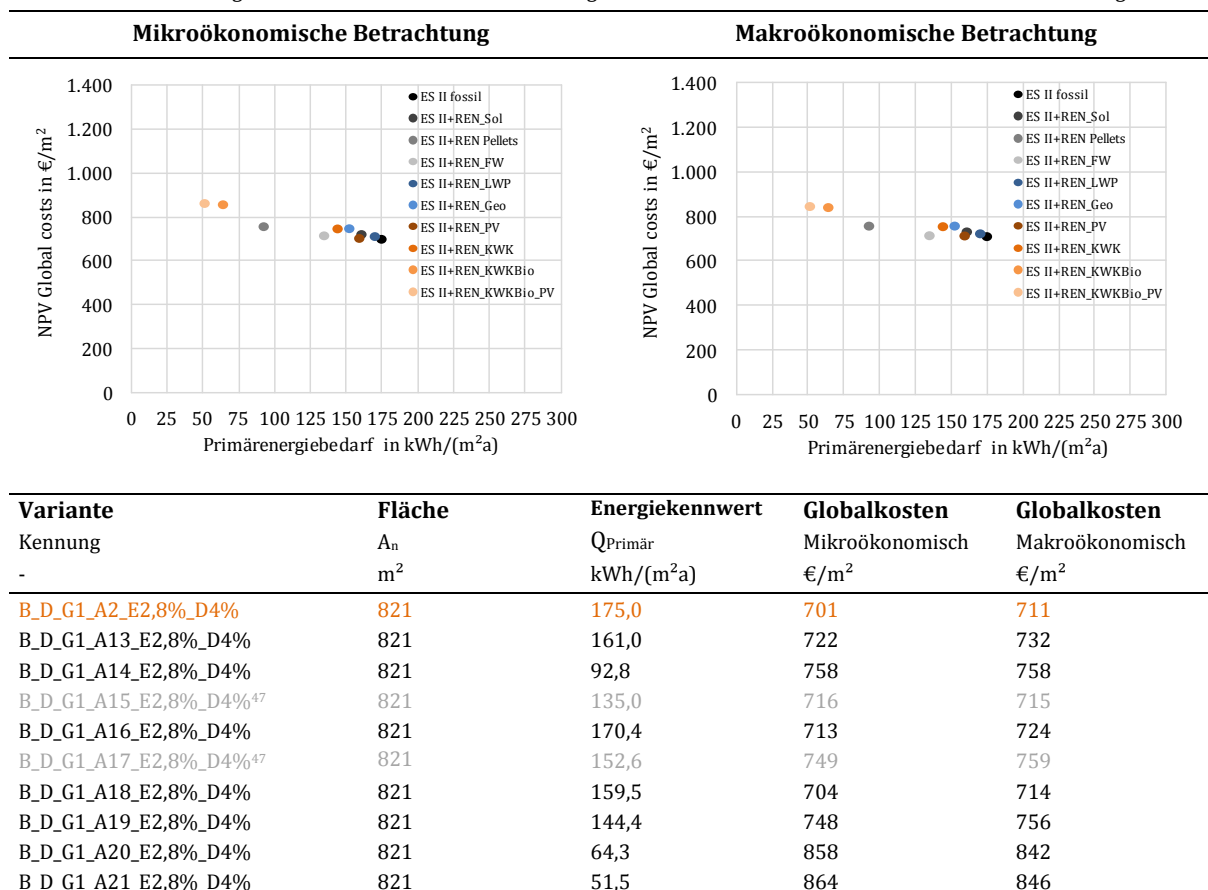 Mikroökonomische Betrachtung
Makroökonomische Betrachtung
1.400
1.200
1.000
800
600
400
200
0
NPV Global costs in €/m²
ES II fossil
ES II+REN_Sol
ES II+REN Pellets
ES II+REN_FW
ES II+REN_LWP
ES II+REN_Geo
ES II+REN_PV
ES II+REN_KWK
ES II+REN_KWKBio
ES II+REN_KWKBio_PV
0 25 50 75 100 125 150 175 200 225 250 275 300
Primärenergiebedarf in kWh/(m²a)
1.400
1.200
1.000
800
600
400
200
0
NPV Global costs in €/m²
ES II fossil
ES II+REN_Sol
ES II+REN Pellets
ES II+REN_FW
ES II+REN_LWP
ES II+REN_Geo
ES II+REN_PV
ES II+REN_KWK
ES II+REN_KWKBio
ES II+REN_KWKBio_PV
0 25 50 75 100 125 150 175 200 225 250 275 300
Primärenergiebedarf in kWh/(m²a)
Variante Fläche Energiekennwert Globalkosten Globalkosten
Kennung An QPrimär Mikroökonomisch Makroökonomisch
- m² kWh/(m²a) €/m² €/m²
B_D_G1_A2_E2,8%_D4% 821 175,0 701 711
B_D_G1_A13_E2,8%_D4% 821 161,0 722 732
B_D_G1_A14_E2,8%_D4% 821 92,8 758 758
B_D_G1_A15_E2,8%_D4%⁴⁷ 821 135,0 716 715
B_D_G1_A16_E2,8%_D4% 821 170,4 713 724
B_D_G1_A17_E2,8%_D4%⁴⁷ 821 152,6 749 759
B_D_G1_A18_E2,8%_D4% 821 159,5 704 714
B_D_G1_A19_E2,8%_D4% 821 144,4 748 756
B_D_G1_A20_E2,8%_D4% 821 64,3 858 842
B_D_G1_A21_E2,8%_D4% 821 51,5 864 846